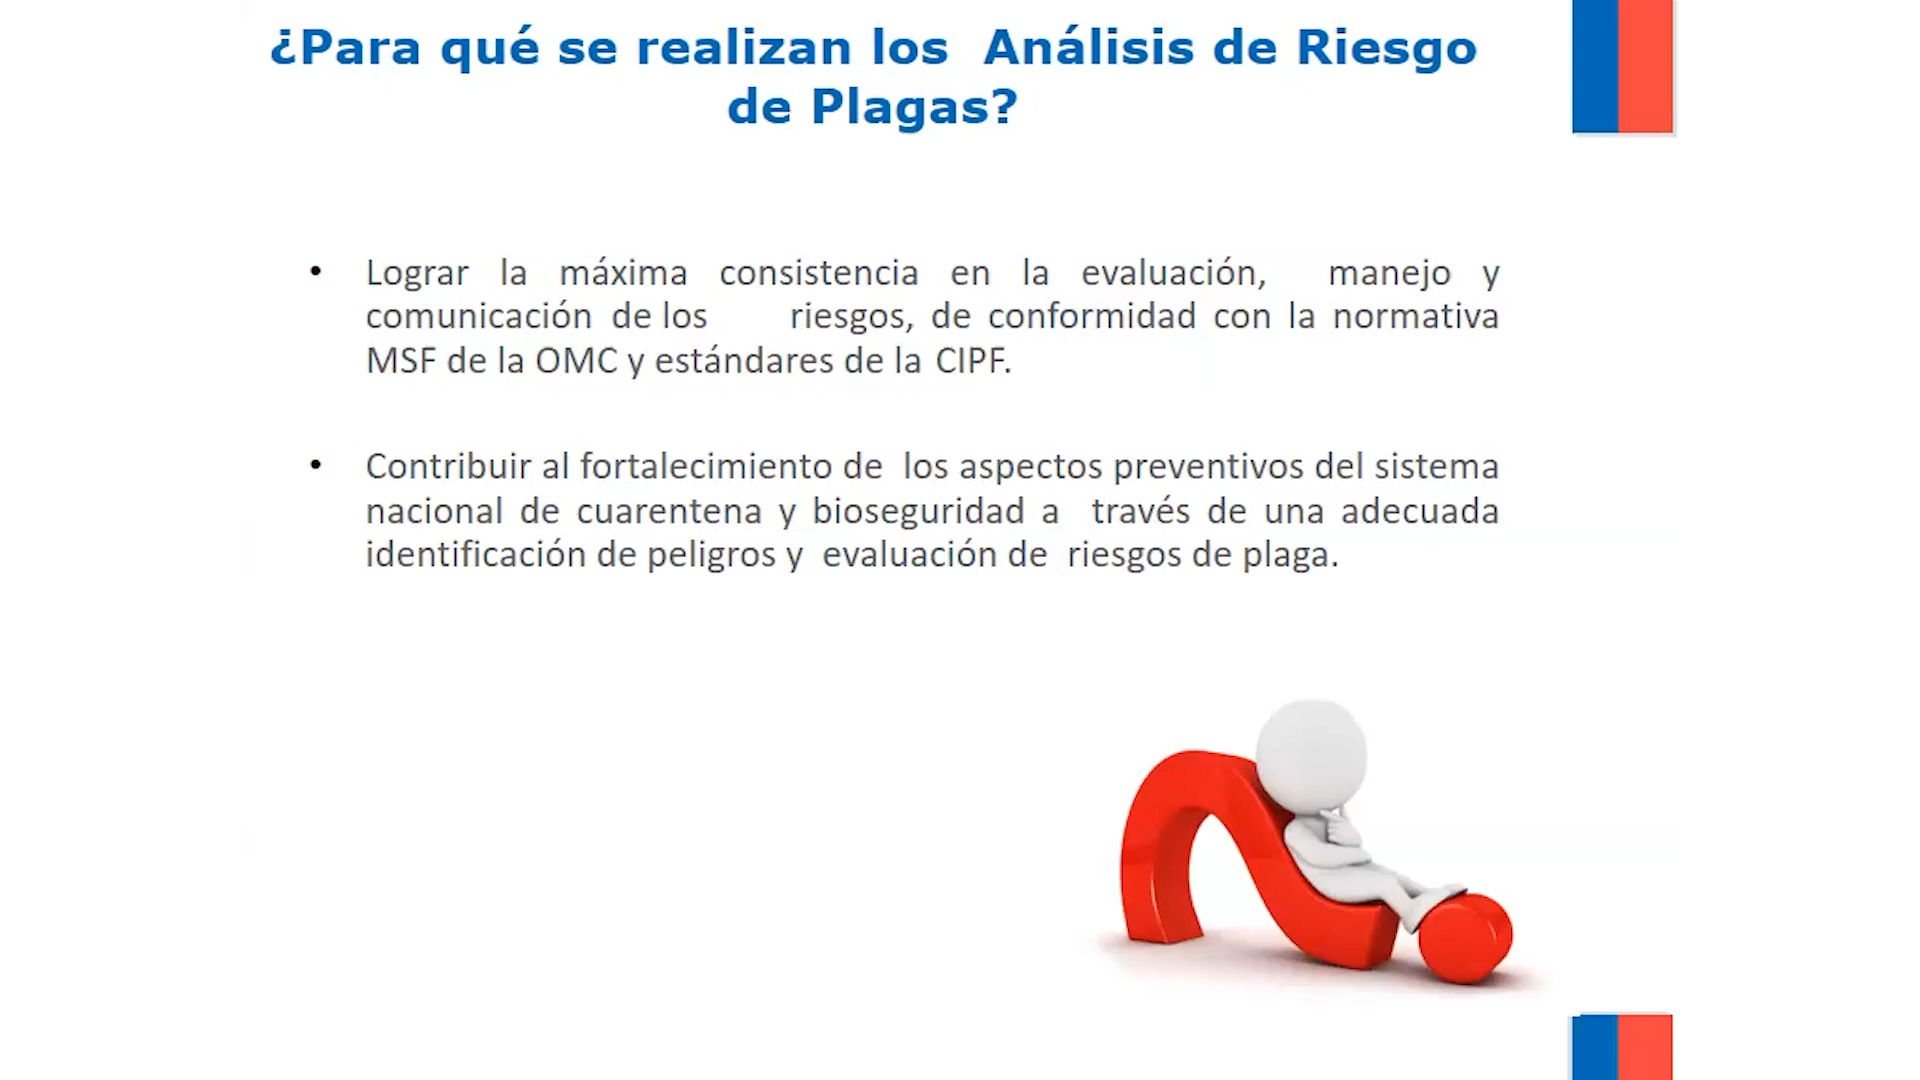 ¿Para qué se realizan los Análisis de Riesgo
de Plagas?
• Lograr la máxima consistencia en la evaluación, manejo y
comunicación de los riesgos, de conformidad con la normativa
MSF de la OMC y estándares de la CIPF.
• Contribuir al fortalecimiento de los aspectos preventivos del sistema
nacional de cuarentena y bioseguridad a través de una adecuada
identificación de peligros y evaluación de riesgos de plaga.